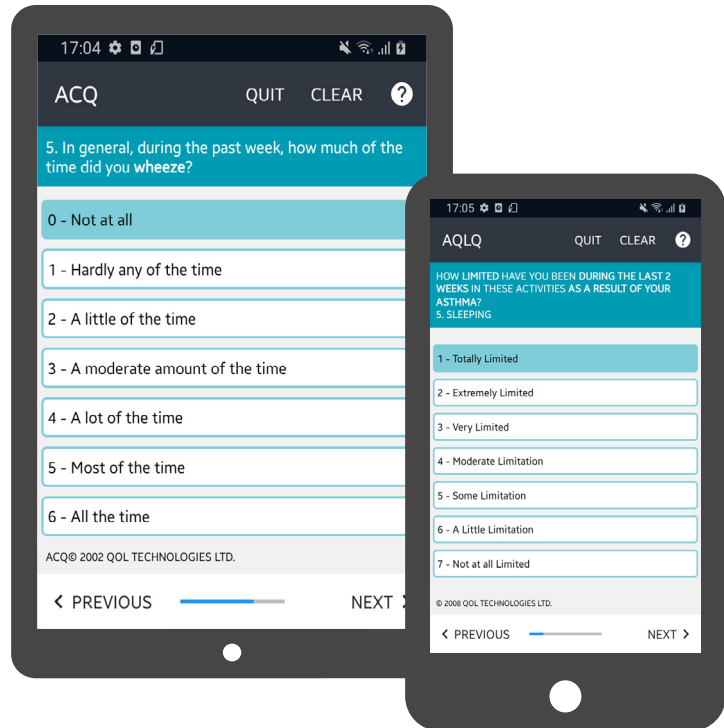 17:04
ACQ QUIT CLEAR ?
5. In general, during the past week, how much of the
time did you wheeze?
0 - Not at all
1 - Hardly any of the time
2 - A little of the time
3 - A moderate amount of the time
4 - A lot of the time
5 - Most of the time
6 - All the time
ACQ© 2002 QOL TECHNOLOGIES LTD.
< PREVIOUS NEXT
17:05
AQLQ QUIT CLEAR ?
HOW LIMITED HAVE YOU BEEN DURING THE LAST 2
WEEKS IN THESE ACTIVITIES AS A RESULT OF YOUR
ASTHMA?
5. SLEEPING
1 - Totally Limited
2 - Extremely Limited
3 - Very Limited
4 - Moderate Limitation
5 - Some Limitation
6 - A Little Limitation
7 - Not at all Limited
© 2008 QOL TECHNOLOGIES LTD.
< PREVIOUS NEXT >